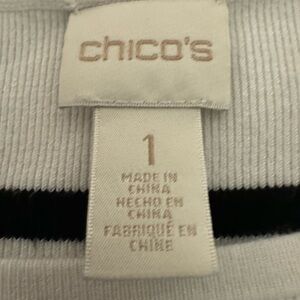 chico's
1
MADE IN
CHINA
HECHO EN
CHINA
FABRIQUÉ EN
CHINE